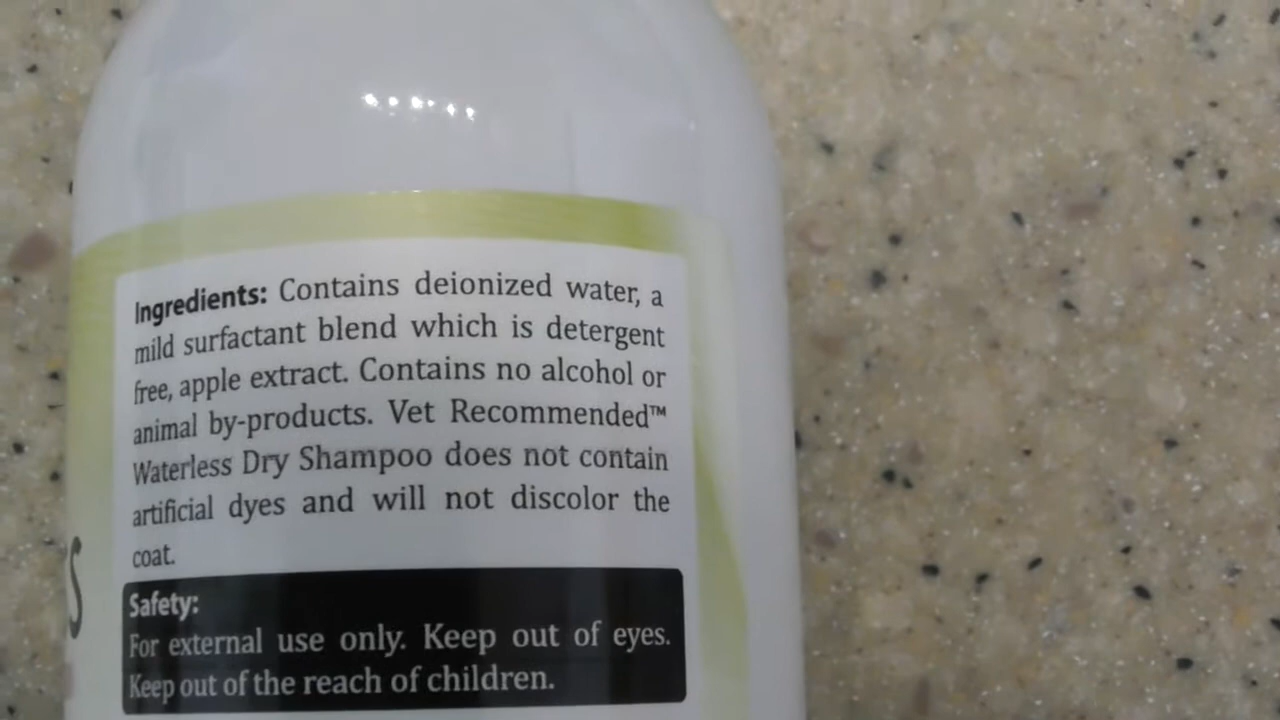 Ingredients: Contains deionized water, a
mild surfactant blend which is detergent
free, apple extract. Contains no alcohol or
animal by-products. Vet Recommended™
Waterless Dry Shampoo does not contain
artificial dyes and will not discolor the
coat.
Safety:
For external use only. Keep out of eyes.
Keep out of the reach of children.